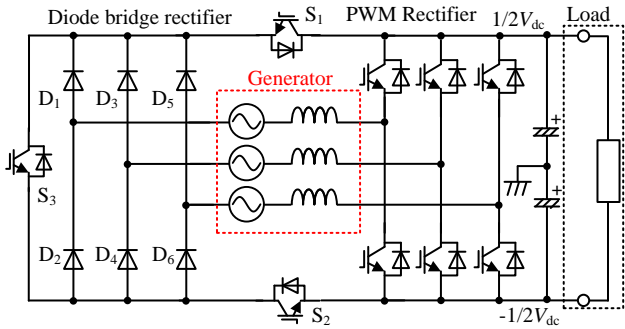 Diode bridge rectifier
S1
PWM Rectifier
1/2Vdc
Load
Generator
D1
D3
D5
+
S3
+
D2
D4
D6
S2
-1/2Vdc